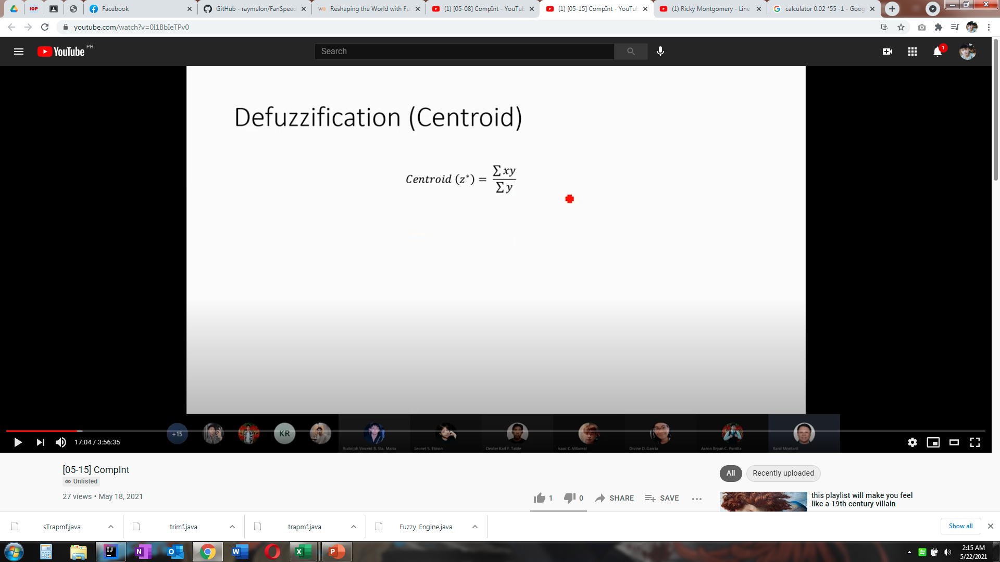 Facebook
GitHub - raymelon/FanSpeed
Reshaping the World with Fu
(1) [05-08] CompInt - YouTub
(1) [05-15] CompInt - YouTub
(1) Ricky Montgomery - Line
calculator 0.02 *55 -1 - Goog
youtube.com/watch?v=0I1BbIeTPv0
YouTube PH
Search
1
Defuzzification (Centroid)
Centroid (z*) = ∑xy / ∑y
+15
KR
Rudolph Vincent B. Sta. Maria
Leonel S. Elinon
Dexter Karl F. Talde
Isaac C. Villareal
Divine D. Garcia
Aaron Bryan C. Parrilla
Ranil Montaril
17:04 / 3:56:35
[05-15] CompInt
Unlisted
27 views • May 18, 2021
1
0
SHARE
SAVE
All
Recently uploaded
this playlist will make you feel
like a 19th century villain
sTrapmf.java
trimf.java
trapmf.java
Fuzzy_Engine.java
Show all
2:15 AM
5/22/2021